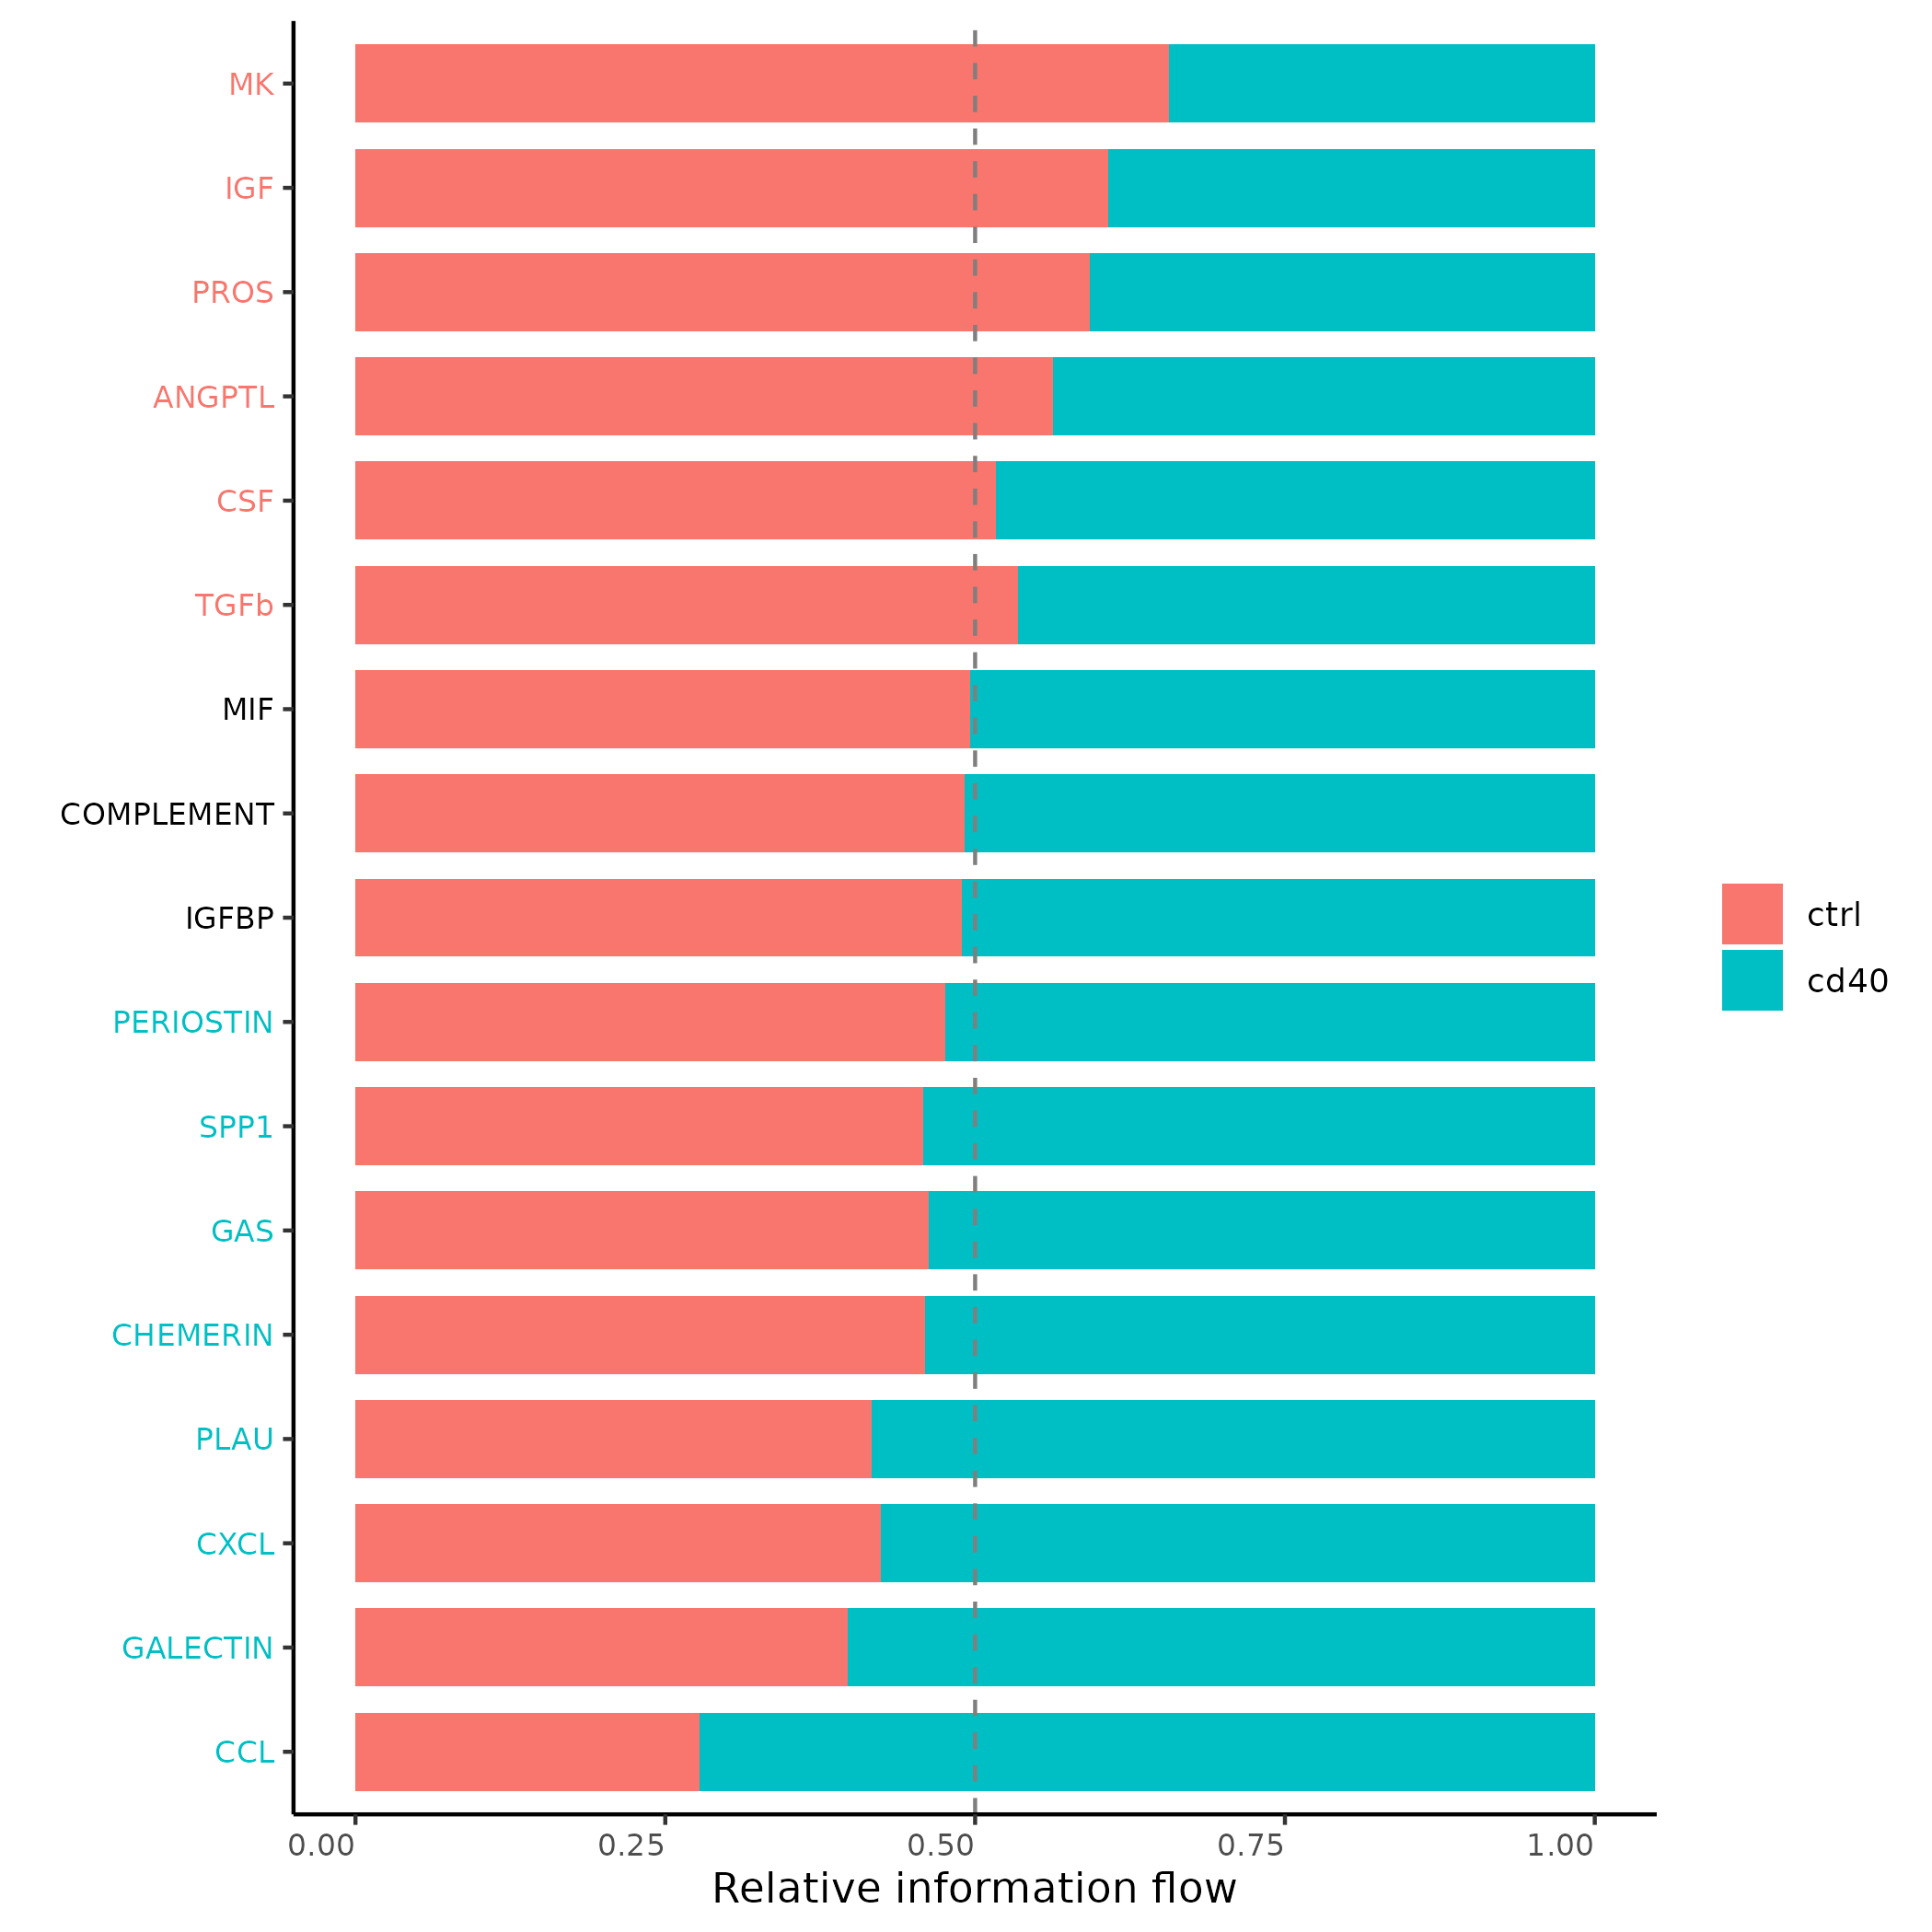 MK
IGF
PROS
ANGPTL
CSF
TGFb
MIF
COMPLEMENT
IGFBP
PERIOSTIN
SPP1
GAS
CHEMERIN
PLAU
CXCL
GALECTIN
CCL
ctrl
cd40
0.00 0.25 0.50 0.75 1.00
Relative information flow